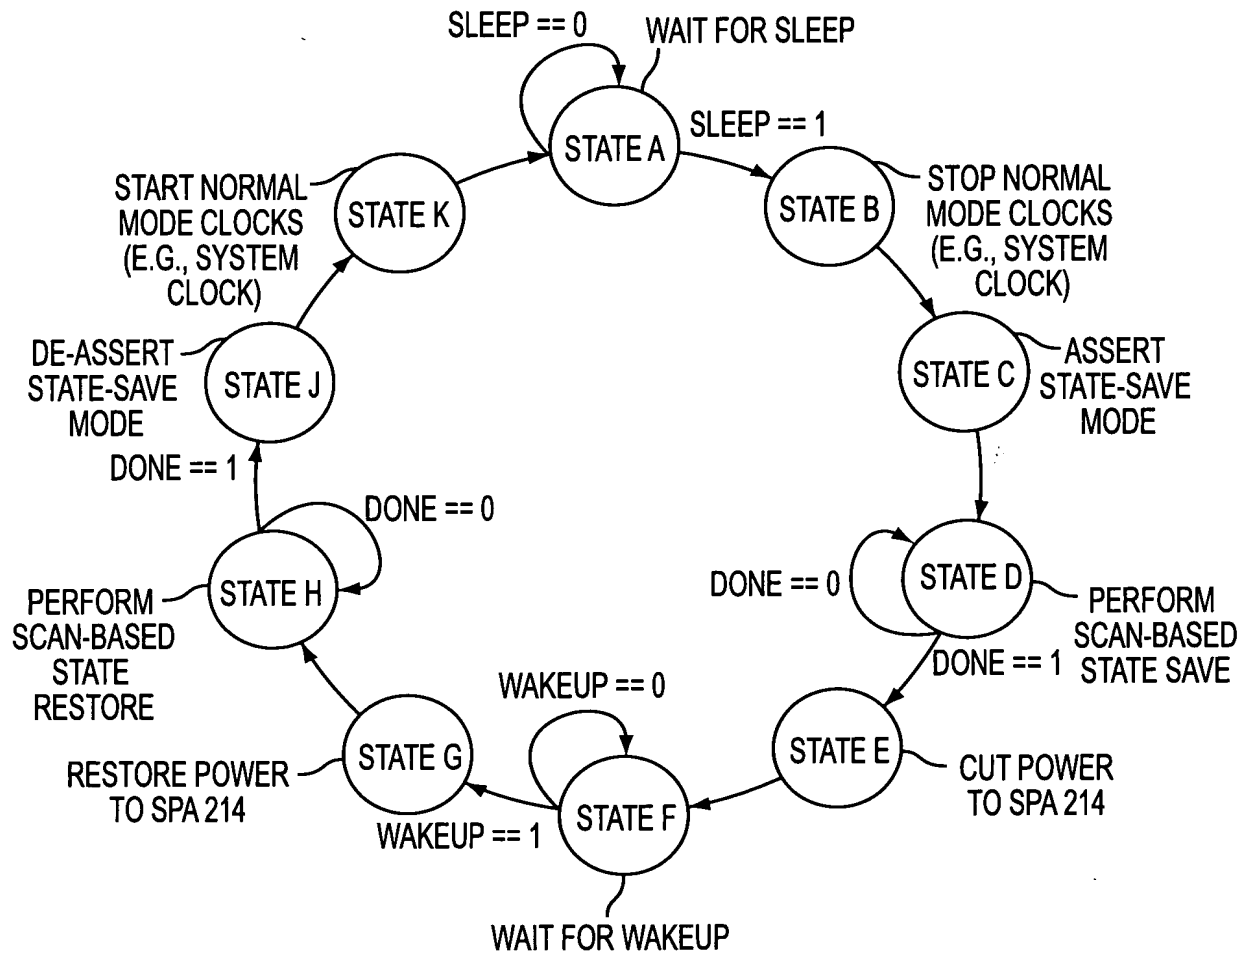 SLEEP == 0
WAIT FOR SLEEP
STATE A
SLEEP == 1
STATE B
STOP NORMAL
MODE CLOCKS
(E.G., SYSTEM
CLOCK)
STATE C
ASSERT
STATE-SAVE
MODE
STATE D
DONE == 0
PERFORM
SCAN-BASED
STATE SAVE
DONE == 1
STATE E
CUT POWER
TO SPA 214
STATE F
WAKEUP == 0
WAIT FOR WAKEUP
WAKEUP == 1
STATE G
RESTORE POWER
TO SPA 214
STATE H
DONE == 0
PERFORM
SCAN-BASED
STATE
RESTORE
DONE == 1
STATE J
DE-ASSERT
STATE-SAVE
MODE
STATE K
START NORMAL
MODE CLOCKS
(E.G., SYSTEM
CLOCK)